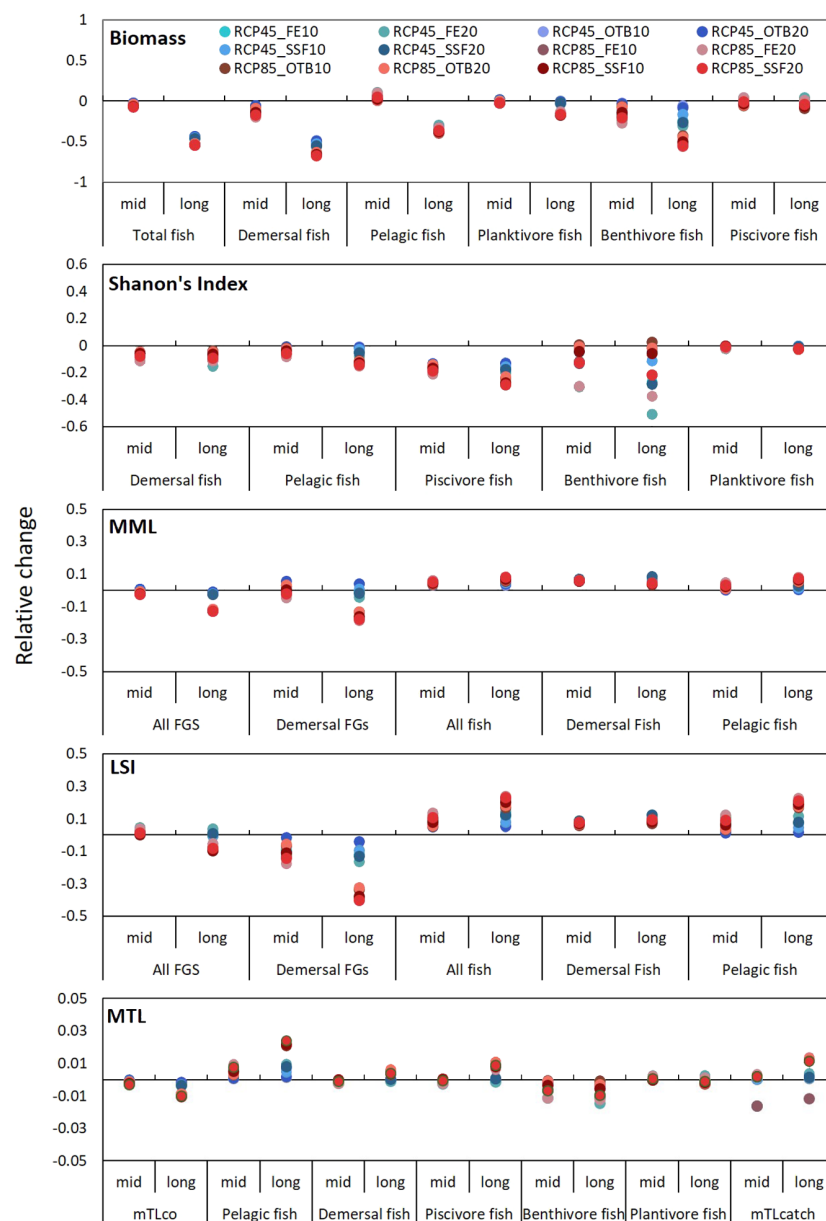 Relative change
Biomass
RCP45_FE10 RCP45_FE20 RCP45_OTB10 RCP45_OTB20
RCP45_SSF10 RCP45_SSF20 RCP85_FE10 RCP85_FE20
RCP85_OTB10 RCP85_OTB20 RCP85_SSF10 RCP85_SSF20
1
0.5
0
-0.5
-1
mid long mid long mid long mid long mid long mid long
Total fish Demersal fish Pelagic fish Planktivore fish Benthivore fish Piscivore fish
Shanon's Index
0.6
0.4
0.2
0
-0.2
-0.4
-0.6
mid long mid long mid long mid long mid long
Demersal fish Pelagic fish Piscivore fish Benthivore fish Planktivore fish
MML
0.5
0.3
0.1
-0.1
-0.3
-0.5
mid long mid long mid long mid long mid long
All FGS Demersal FGs All fish Demersal Fish Pelagic fish
LSI
0.5
0.3
0.1
-0.1
-0.3
-0.5
mid long mid long mid long mid long mid long
All FGS Demersal FGs All fish Demersal Fish Pelagic fish
MTL
0.05
0.03
0.01
-0.01
-0.03
-0.05
mid long mid long mid long mid long mid long mid long mid long
mTLco Pelagic fish Demersal fish Piscivore fish Benthivore fish Plantivore fish mTLcatch